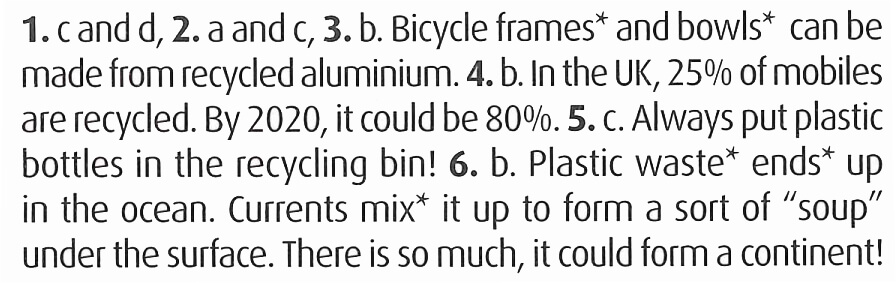 1. c and d, 2. a and c, 3. b. Bicycle frames* and bowls* can be
made from recycled aluminium. 4. b. In the UK, 25% of mobiles
are recycled. By 2020, it could be 80%. 5. c. Always put plastic
bottles in the recycling bin! 6. b. Plastic waste* ends* up
in the ocean. Currents mix* it up to form a sort of “soup”
under the surface. There is so much, it could form a continent!